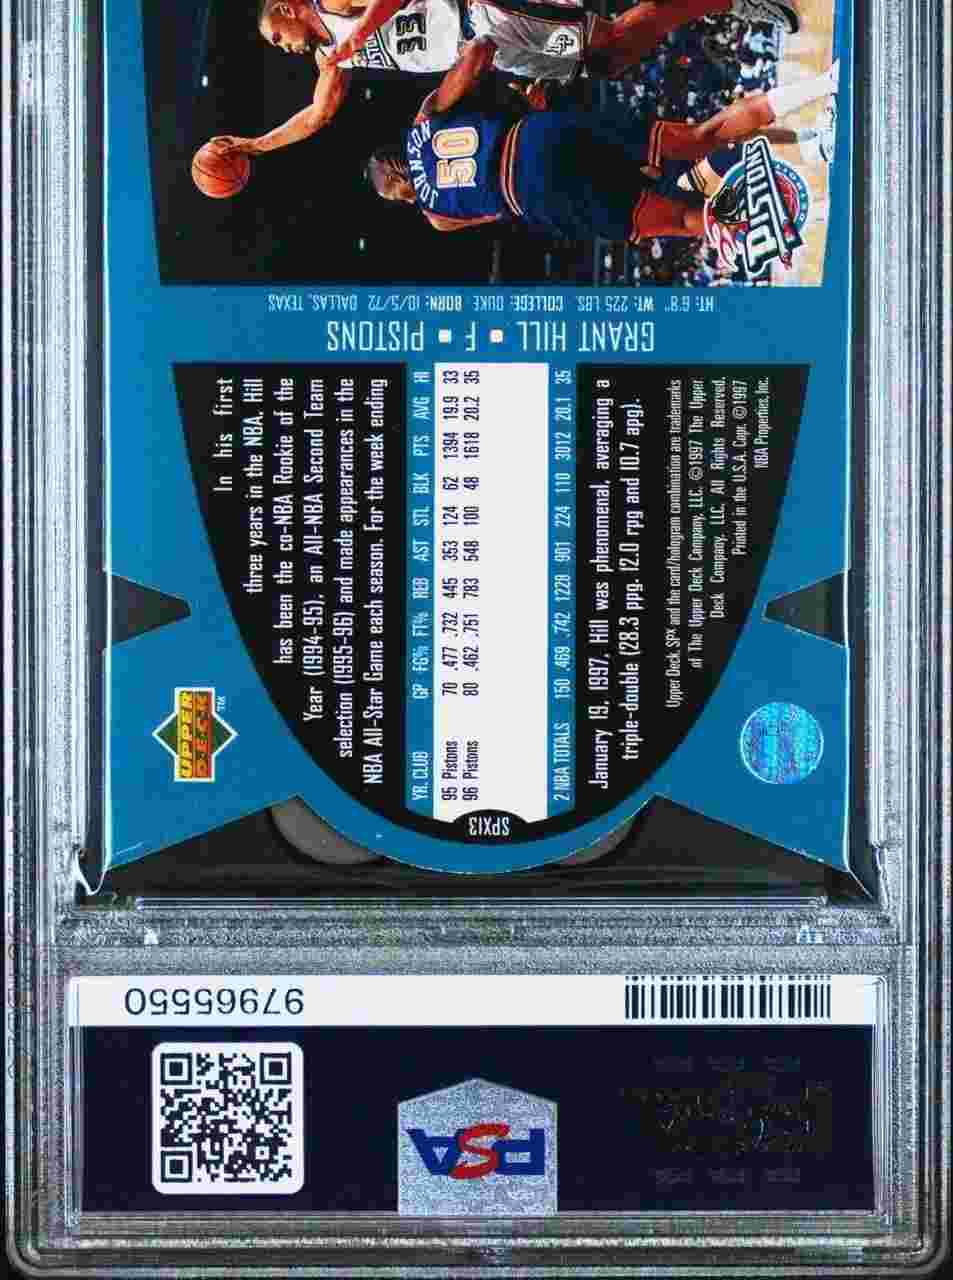 33
JOHNSON
50
PISTONS
HT: 6'8" WT: 225 LBS. COLLEGE: DUKE BORN: 10/5/72 DALLAS, TEXAS
GRANT HILL ▪ F ▪ PISTONS
In his first
three years in the NBA, Hill
has been the co-NBA Rookie of the
Year (1994-95), an All-NBA Second Team
selection (1995-96) and made appearances in the
NBA All-Star Game each season. For the week ending
YR. CLUB GP FG% FT% REB AST STL BLK PTS AVG HI
95 Pistons 70 .477 .732 445 353 124 62 1394 19.9 33
96 Pistons 80 .462 .751 783 548 100 48 1618 20.2 35
2 NBA TOTALS 150 .469 .742 1228 901 224 110 3012 20.1 35
January 19, 1997, Hill was phenomenal, averaging a
triple-double (28.3 ppg, 12.0 rpg and 10.7 apg).
Upper Deck, SPx and the card/hologram combination are trademarks
of The Upper Deck Company, LLC. ©1997 The Upper
Deck Company, LLC. All Rights Reserved.
Printed in the U.S.A. Copr. ©1997
NBA Properties, Inc.
UPPER
DECK
TM
SPX13
97965550
PSA